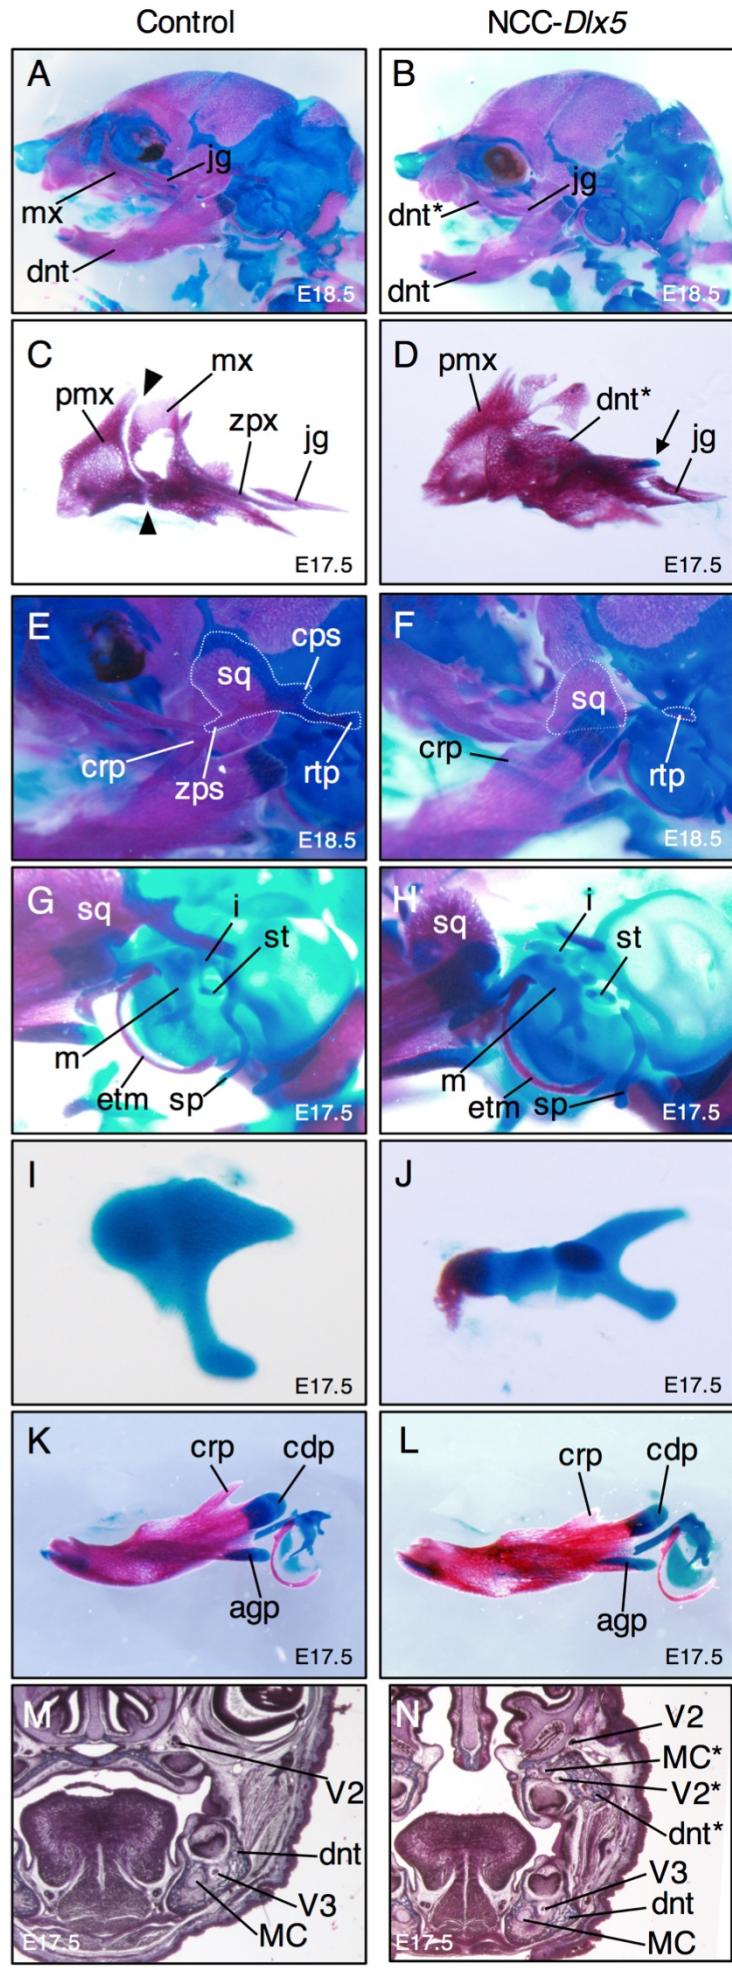 Control NCC-Dlx5
A
jg
mx
dnt
E18.5
B
jg
dnt*
dnt
E18.5
C
mx
pmx
zpx
jg
E17.5
D
pmx
dnt*
jg
E17.5
E
cps
sq
crp
zps
rtp
E18.5
F
sq
crp
rtp
E18.5
G
sq
i
st
m
etm
sp
E17.5
H
sq
i
st
m
etm
sp
E17.5
I
E17.5
J
E17.5
K
crp
cdp
agp
E17.5
L
crp
cdp
agp
E17.5
M
V2
dnt
V3
MC
E17.5
N
V2
MC*
V2*
dnt*
V3
dnt
MC
E17.5